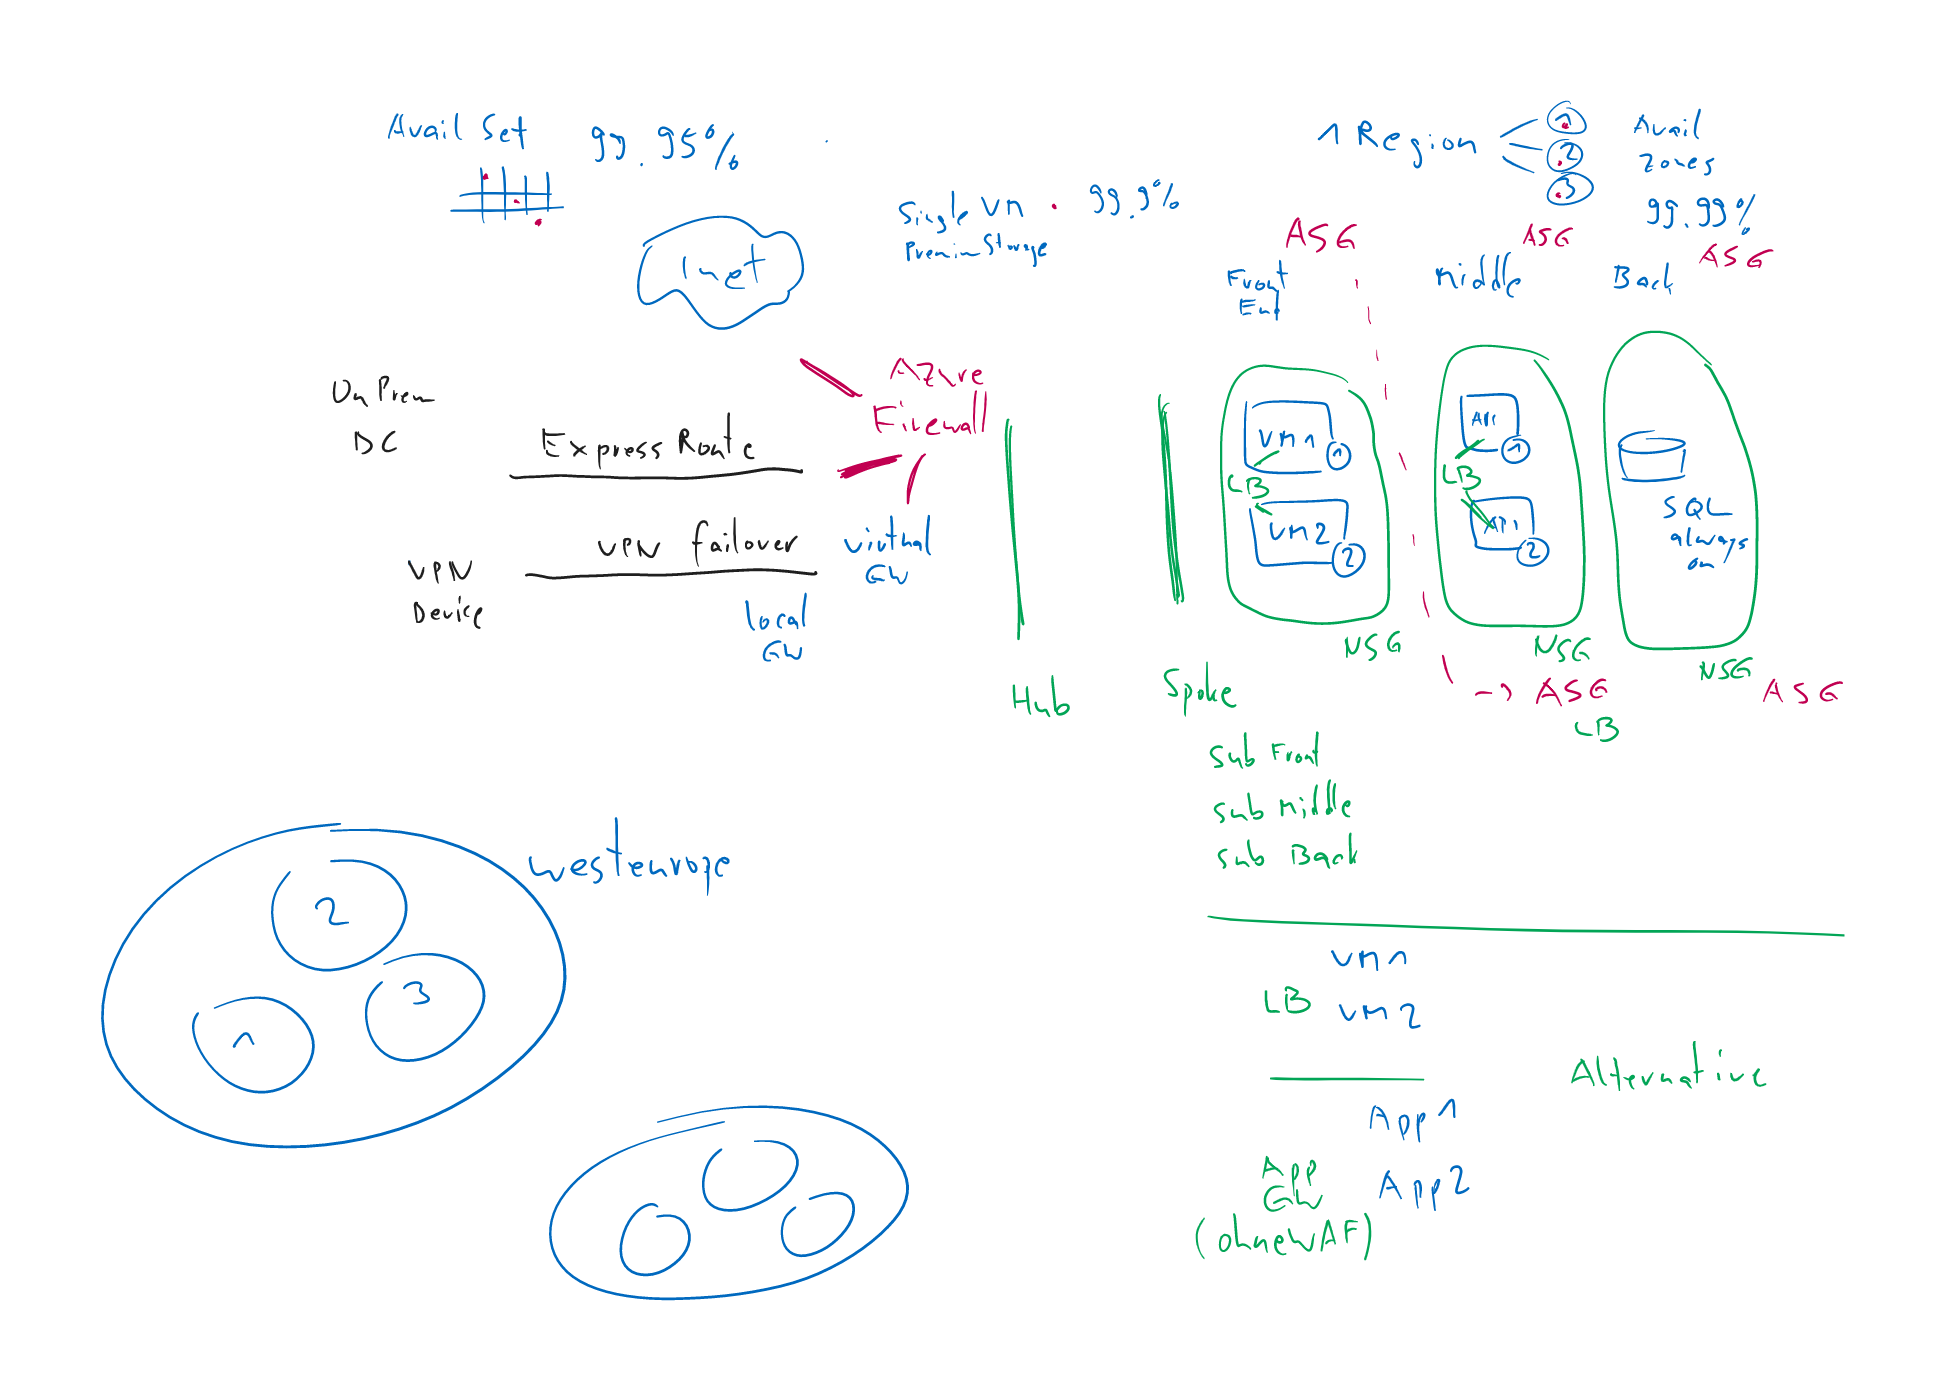 Avail Set 99.95%
Single VM 99.9%
Premium Storage
1 Region
1
2
3
Avail
Zones
99.99%
Inet
ASG
ASG
ASG
Front
End
Middle
Back
On Prem
DC
Express Route
Azure
Firewall
VPN failover
VPN
Device
virtual
GW
local
GW
VM1
1
LB
VM2
2
1
LB
2
SQL
always
on
NSG
NSG
NSG
Hub
Spoke
-> ASG
LB
ASG
Sub Front
Sub Middle
Sub Back
westeurope
2
3
1
VM1
LB
VM2
Alternative
App1
App
GW
App2
(ohne WAF)